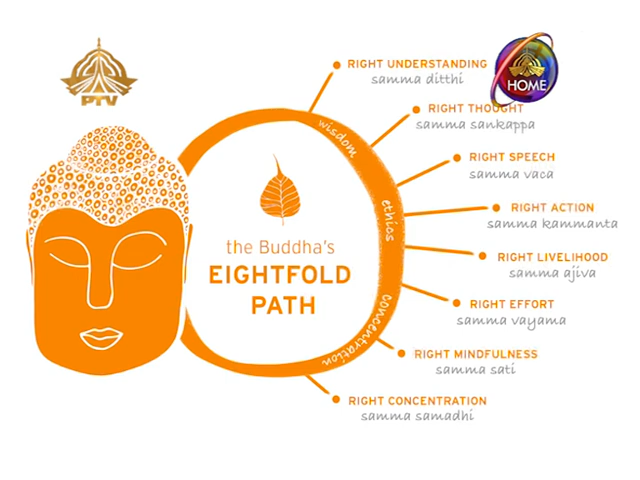 PTV
HOME
RIGHT UNDERSTANDING
samma ditthi
RIGHT THOUGHT
samma sankappa
RIGHT SPEECH
samma vaca
RIGHT ACTION
samma kammanta
RIGHT LIVELIHOOD
samma ajiva
RIGHT EFFORT
samma vayama
RIGHT MINDFULNESS
samma sati
RIGHT CONCENTRATION
samma samadhi
wisdom
ethics
concentration
the Buddha's
EIGHTFOLD
PATH